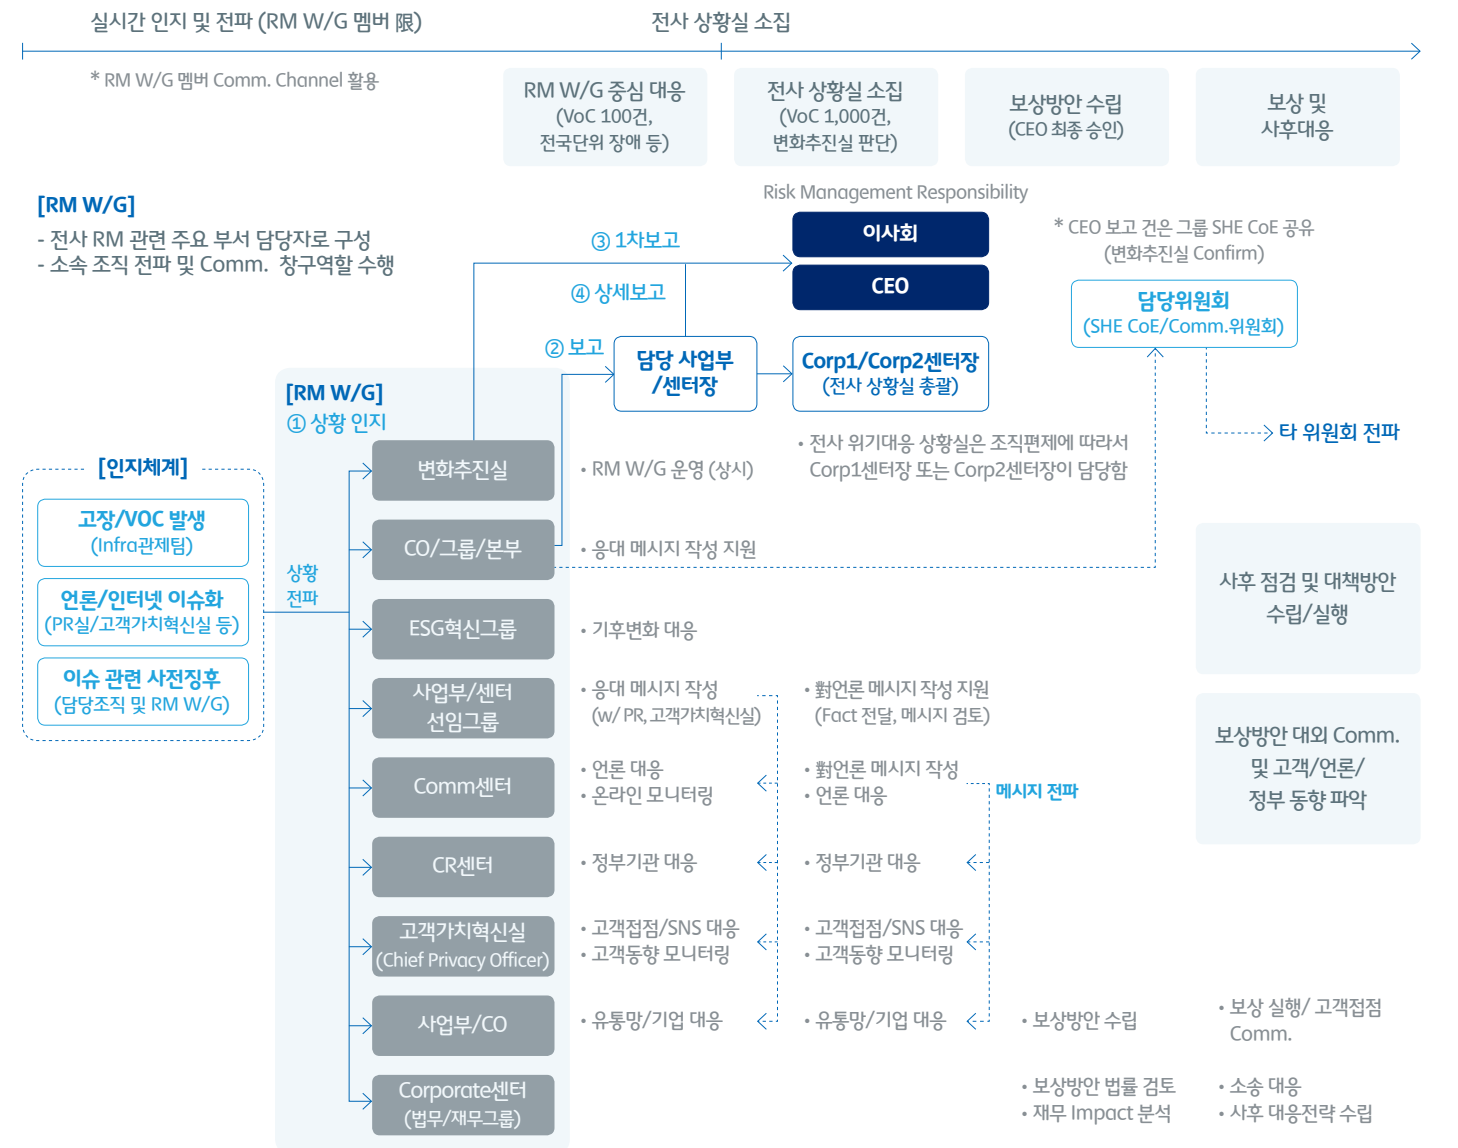 실시간 인지 및 전파 (RM W/G 멤버 限)
전사 상황실 소집
* RM W/G 멤버 Comm. Channel 활용
RM W/G 중심 대응
(VoC 100건,
전국단위 장애 등)
전사 상황실 소집
(VoC 1,000건,
변화추진실 판단)
보상방안 수립
(CEO 최종 승인)
보상 및
사후대응
[RM W/G]
- 전사 RM 관련 주요 부서 담당자로 구성
- 소속 조직 전파 및 Comm. 창구역할 수행
Risk Management Responsibility
③ 1차보고
이사회
④ 상세보고
CEO
* CEO 보고 건은 그룹 SHE CoE 공유
(변화추진실 Confirm)
담당위원회
(SHE CoE/Comm.위원회)
② 보고
담당 사업부
/센터장
Corp1/Corp2센터장
(전사 상황실 총괄)
타 위원회 전파
• 전사 위기대응 상황실은 조직편제에 따라서
Corp1센터장 또는 Corp2센터장이 담당함
[RM W/G]
① 상황 인지
[인지체계]
고장/VOC 발생
(Infra관제팀)
언론/인터넷 이슈화
(PR실/고객가치혁신실 등)
이슈 관련 사전징후
(담당조직 및 RM W/G)
상황
전파
변화추진실
• RM W/G 운영 (상시)
CO/그룹/본부
• 응대 메시지 작성 지원
ESG혁신그룹
• 기후변화 대응
사업부/센터
선임그룹
• 응대 메시지 작성
(w/ PR, 고객가치혁신실)
• 對언론 메시지 작성 지원
(Fact 전달, 메시지 검토)
Comm센터
• 언론 대응
• 온라인 모니터링
• 對언론 메시지 작성
• 언론 대응
메시지 전파
CR센터
• 정부기관 대응
• 정부기관 대응
고객가치혁신실
(Chief Privacy Officer)
• 고객접점/SNS 대응
• 고객동향 모니터링
• 고객접점/SNS 대응
• 고객동향 모니터링
사업부/CO
• 유통망/기업 대응
• 유통망/기업 대응
• 보상방안 수립
• 보상 실행/ 고객접점
Comm.
Corporate센터
(법무/재무그룹)
• 보상방안 법률 검토
• 재무 Impact 분석
• 소송 대응
• 사후 대응전략 수립
사후 점검 및 대책방안
수립/실행
보상방안 대외 Comm.
및 고객/언론/
정부 동향 파악